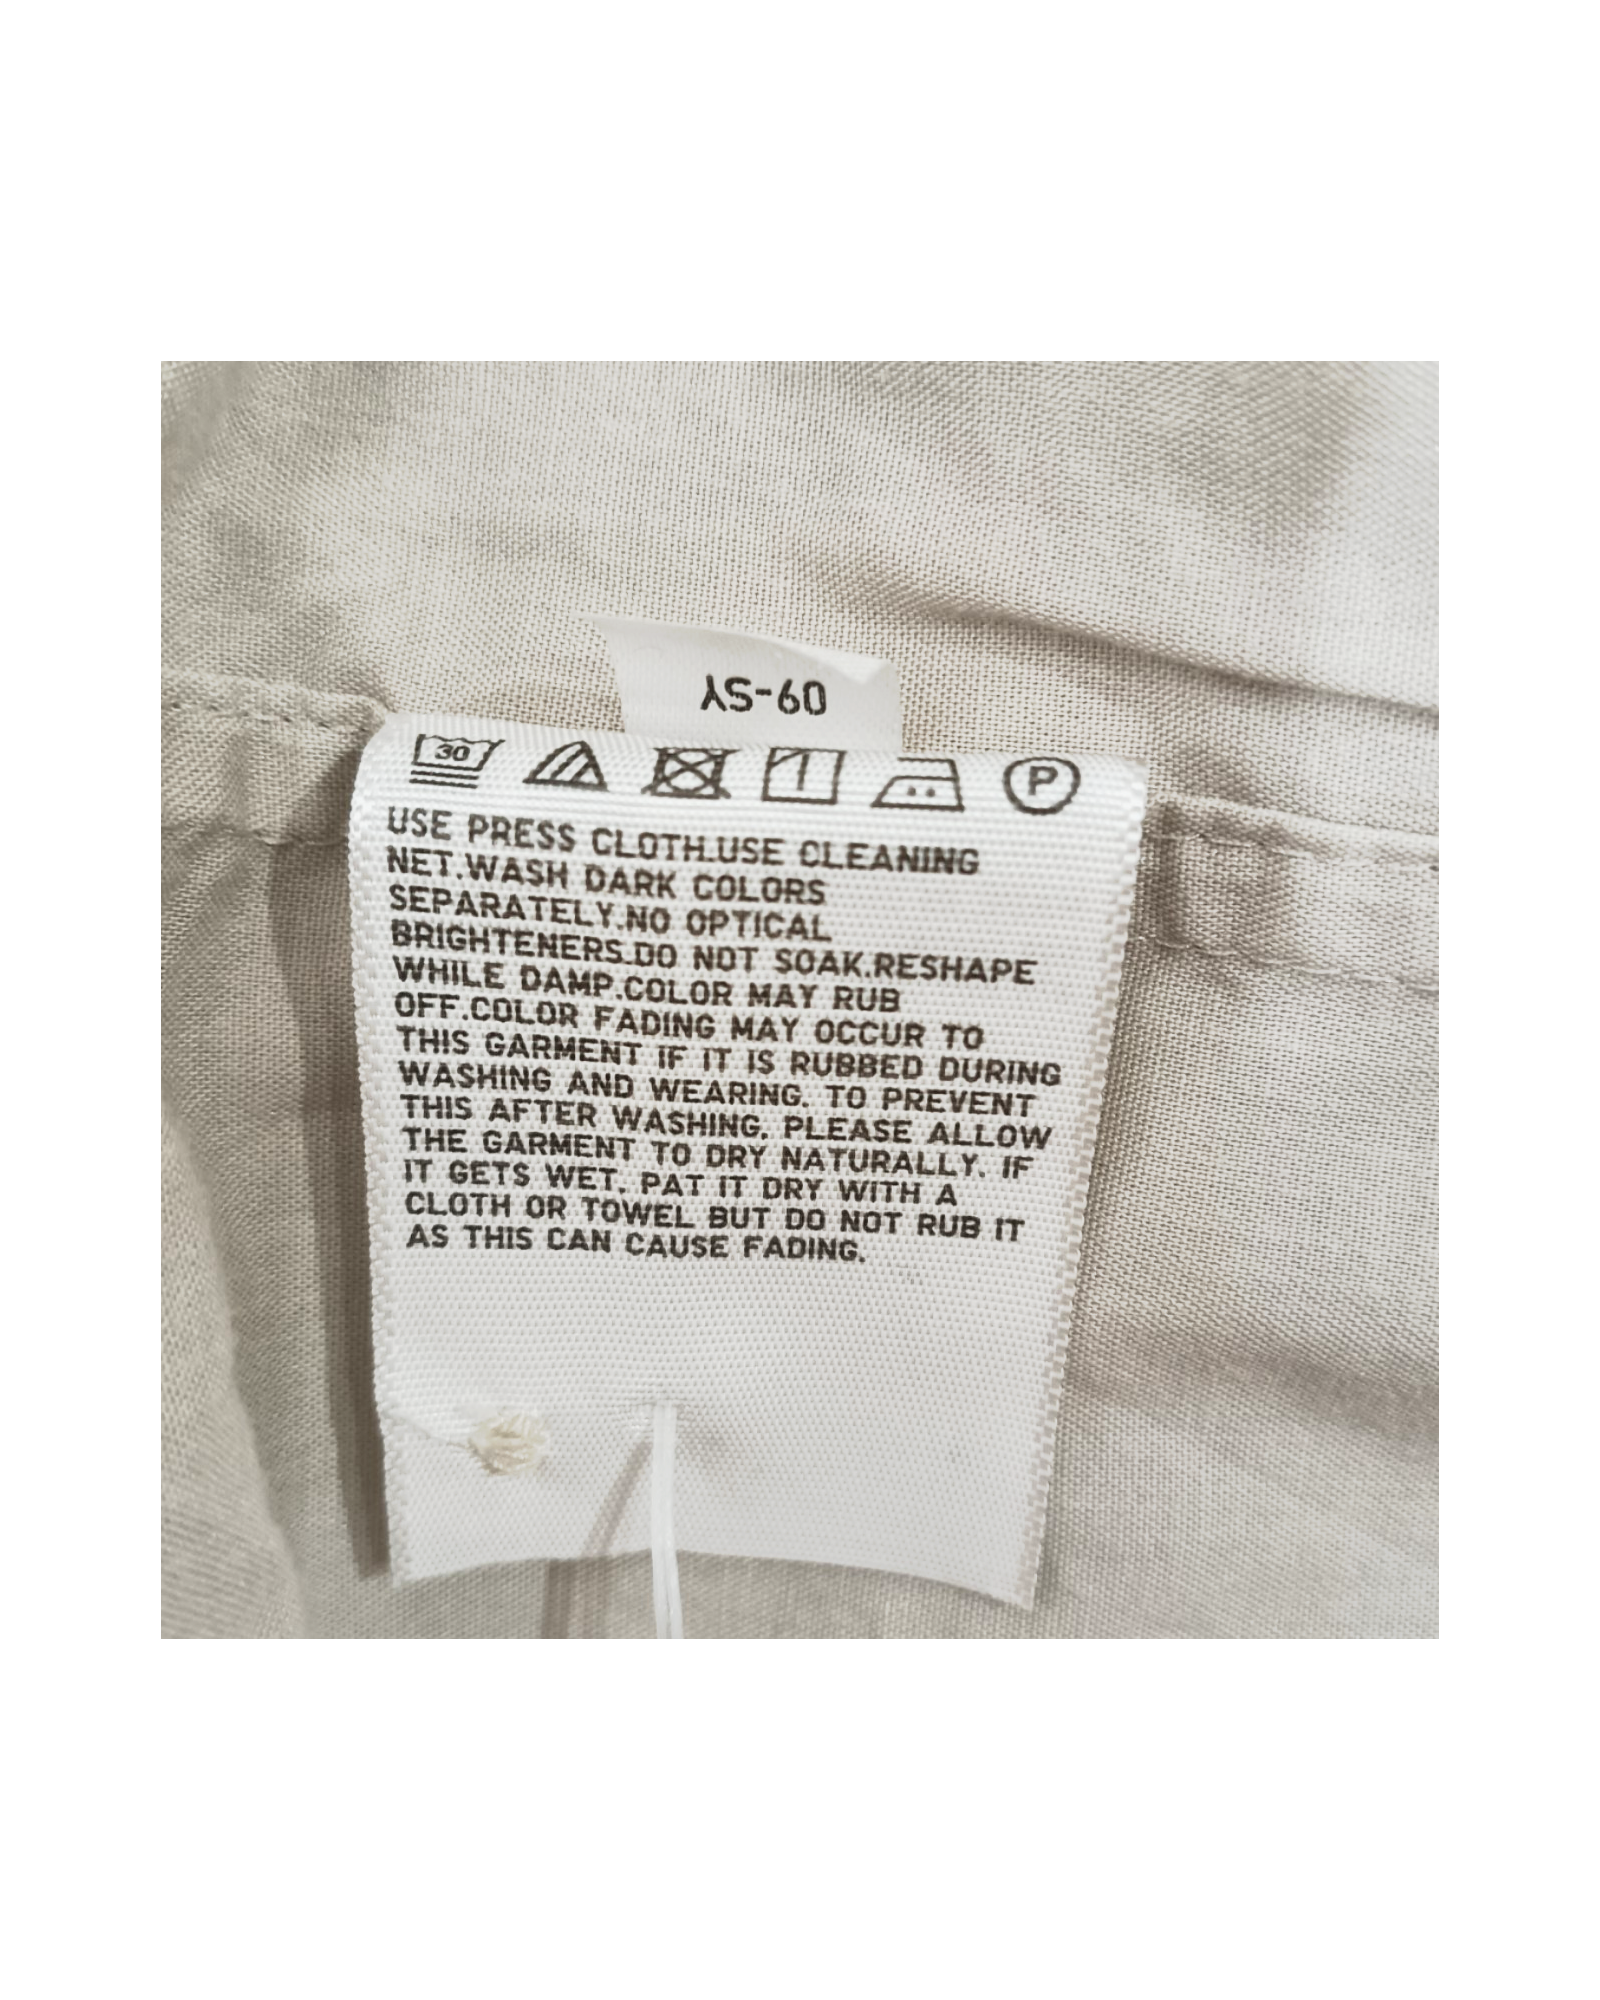 09-SY
30 P
USE PRESS CLOTH.USE CLEANING
NET.WASH DARK COLORS
SEPARATELY.NO OPTICAL
BRIGHTENERS.DO NOT SOAK.RESHAPE
WHILE DAMP.COLOR MAY RUB
OFF.COLOR FADING MAY OCCUR TO
THIS GARMENT IF IT IS RUBBED DURING
WASHING AND WEARING. TO PREVENT
THIS AFTER WASHING, PLEASE ALLOW
THE GARMENT TO DRY NATURALLY. IF
IT GETS WET, PAT IT DRY WITH A
CLOTH OR TOWEL BUT DO NOT RUB IT
AS THIS CAN CAUSE FADING.